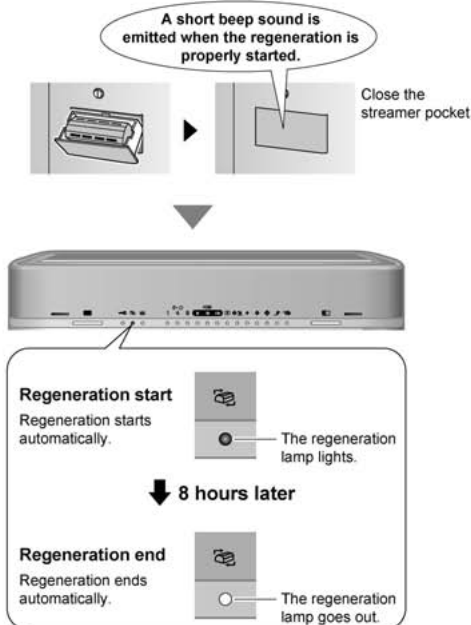 A short beep sound is
emitted when the regeneration is
properly started.
Close the
streamer pocket
Regeneration start
Regeneration starts
automatically.
The regeneration
lamp lights.
8 hours later
Regeneration end
Regeneration ends
automatically.
The regeneration
lamp goes out.